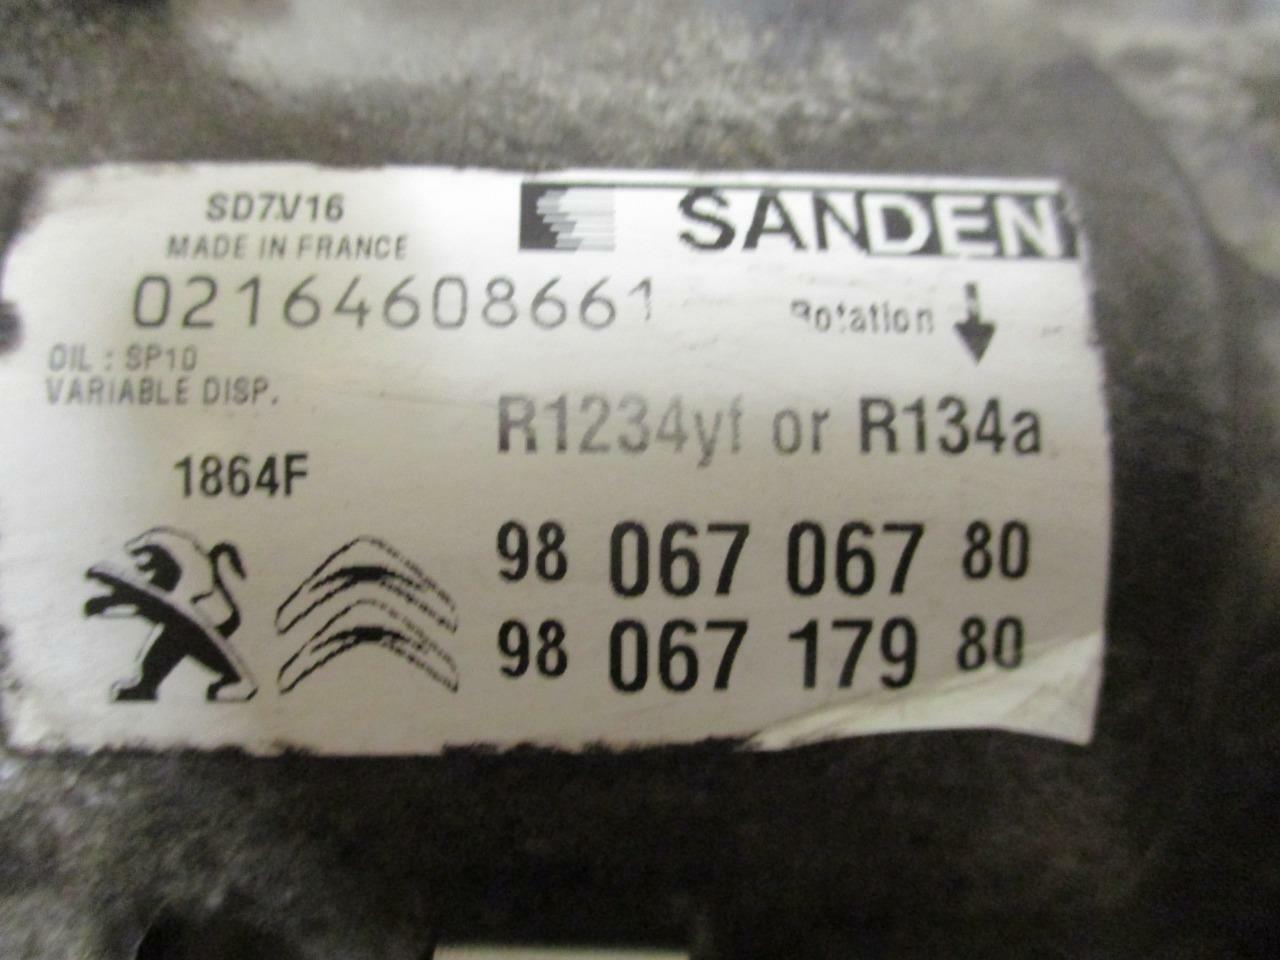 SD7V16
SANDEN
MADE IN FRANCE
02164608661
Rotation
OIL : SP10
VARIABLE DISP.
R1234yf or R134a
1864F
98 067 067 80
98 067 179 80